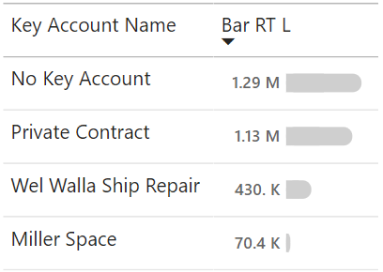 Key Account Name Bar RT L
No Key Account 1.29 M
Private Contract 1.13 M
Wel Walla Ship Repair 430. K
Miller Space 70.4 K